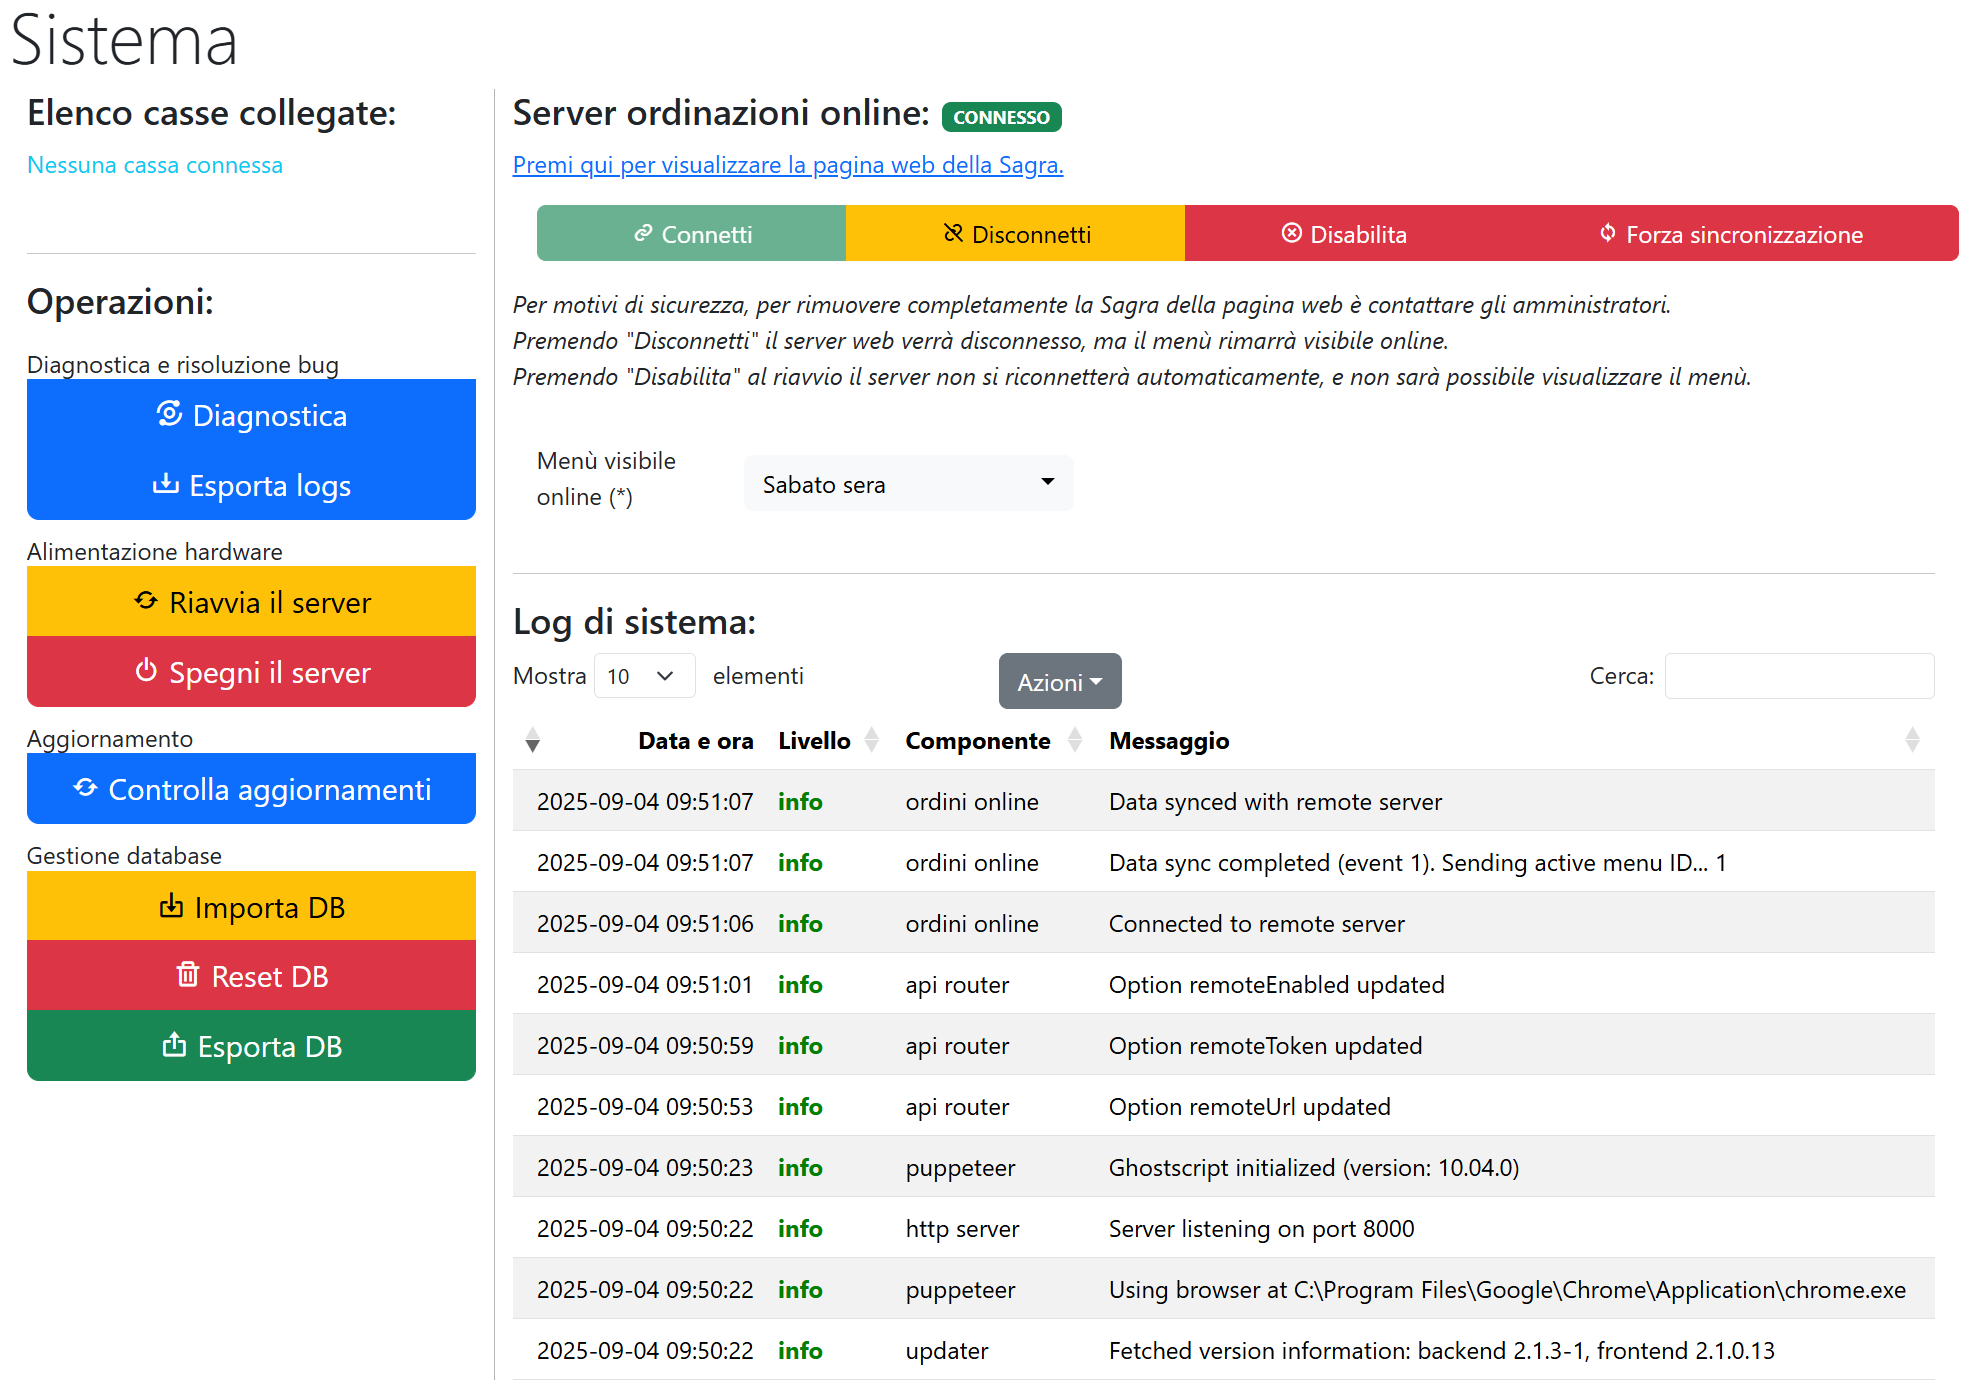 Sistema
Elenco casse collegate:
Nessuna cassa connessa
Operazioni:
Diagnostica e risoluzione bug
Diagnostica
Esporta logs
Alimentazione hardware
Riavvia il server
Spegni il server
Aggiornamento
Controlla aggiornamenti
Gestione database
Importa DB
Reset DB
Esporta DB
Server ordinazioni online: CONNESSO
Premi qui per visualizzare la pagina web della Sagra.
Connetti Disconnetti Disabilita Forza sincronizzazione
Per motivi di sicurezza, per rimuovere completamente la Sagra della pagina web è contattare gli amministratori.
Premendo "Disconnetti" il server web verrà disconnesso, ma il menù rimarrà visibile online.
Premendo "Disabilita" al riavvio il server non si riconnetterà automaticamente, e non sarà possibile visualizzare il menù.
Menù visibile
online (*)
Sabato sera
Log di sistema:
Mostra 10 elementi Azioni Cerca:
Data e ora Livello Componente Messaggio
2025-09-04 09:51:07 info ordini online Data synced with remote server
2025-09-04 09:51:07 info ordini online Data sync completed (event 1). Sending active menu ID... 1
2025-09-04 09:51:06 info ordini online Connected to remote server
2025-09-04 09:51:01 info api router Option remoteEnabled updated
2025-09-04 09:50:59 info api router Option remoteToken updated
2025-09-04 09:50:53 info api router Option remoteUrl updated
2025-09-04 09:50:23 info puppeteer Ghostscript initialized (version: 10.04.0)
2025-09-04 09:50:22 info http server Server listening on port 8000
2025-09-04 09:50:22 info puppeteer Using browser at C:\Program Files\Google\Chrome\Application\chrome.exe
2025-09-04 09:50:22 info updater Fetched version information: backend 2.1.3-1, frontend 2.1.0.13